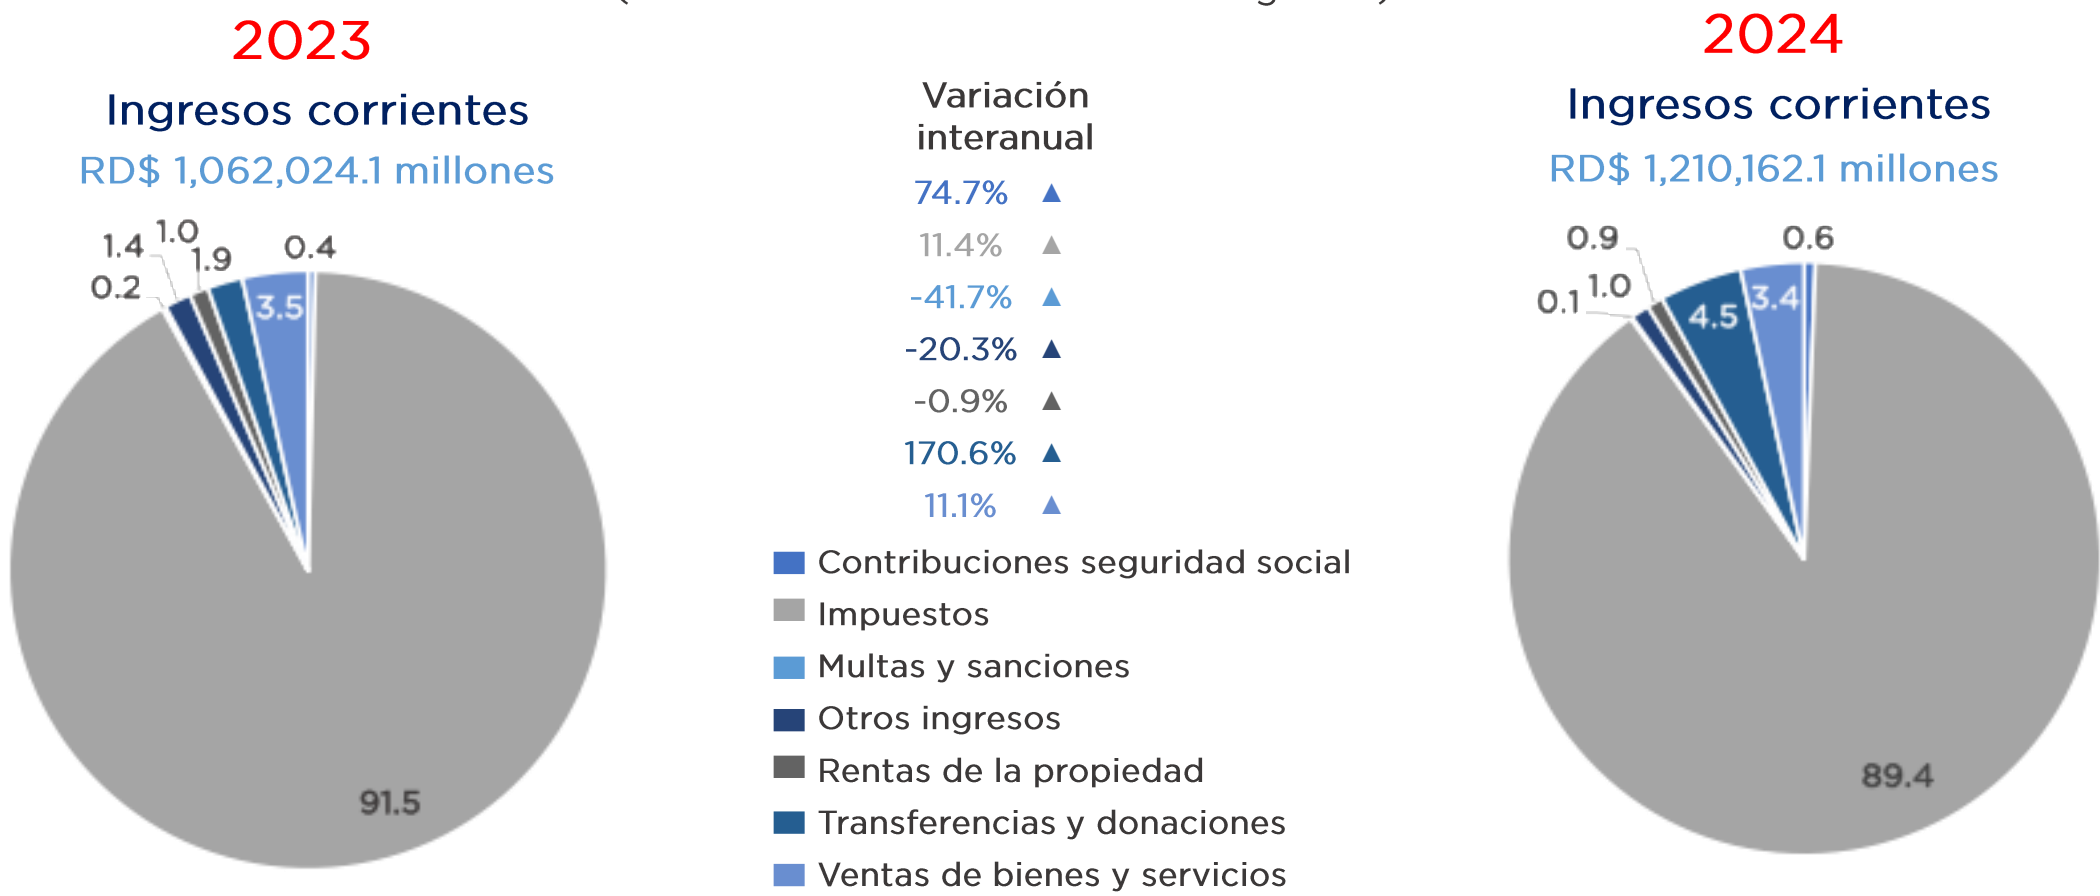 2023
Ingresos corrientes
RD$ 1,062,024.1 millones
1.0
1.4
1.9
0.4
0.2
3.5
91.5
Variación
interanual
74.7% ▲
11.4% ▲
-41.7% ▲
-20.3% ▲
-0.9% ▲
170.6% ▲
11.1% ▲
Contribuciones seguridad social
Impuestos
Multas y sanciones
Otros ingresos
Rentas de la propiedad
Transferencias y donaciones
Ventas de bienes y servicios
2024
Ingresos corrientes
RD$ 1,210,162.1 millones
0.9
0.6
0.1
1.0
4.5
3.4
89.4